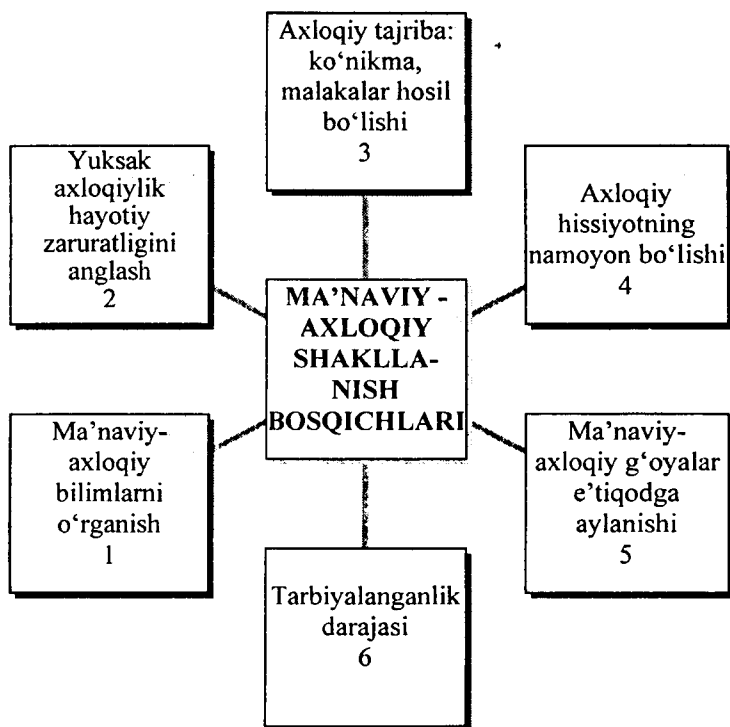 Axloqiy tajriba:
ko‘nikma,
malakalar hosil
bo‘lishi
3
Yuksak
axloqiylik
hayotiy
zaruratligini
anglash
2
Axloqiy
hissiyotning
namoyon bo‘lishi
4
MA’NAVIY -
AXLOQIY
SHAKLLA-
NISH
BOSQICHLARI
Ma’naviy-
axloqiy
bilimlarni
o‘rganish
1
Ma’naviy-
axloqiy g‘oyalar
e’tiqodga
aylanishi
5
Tarbiyalanganlik
darajasi
6